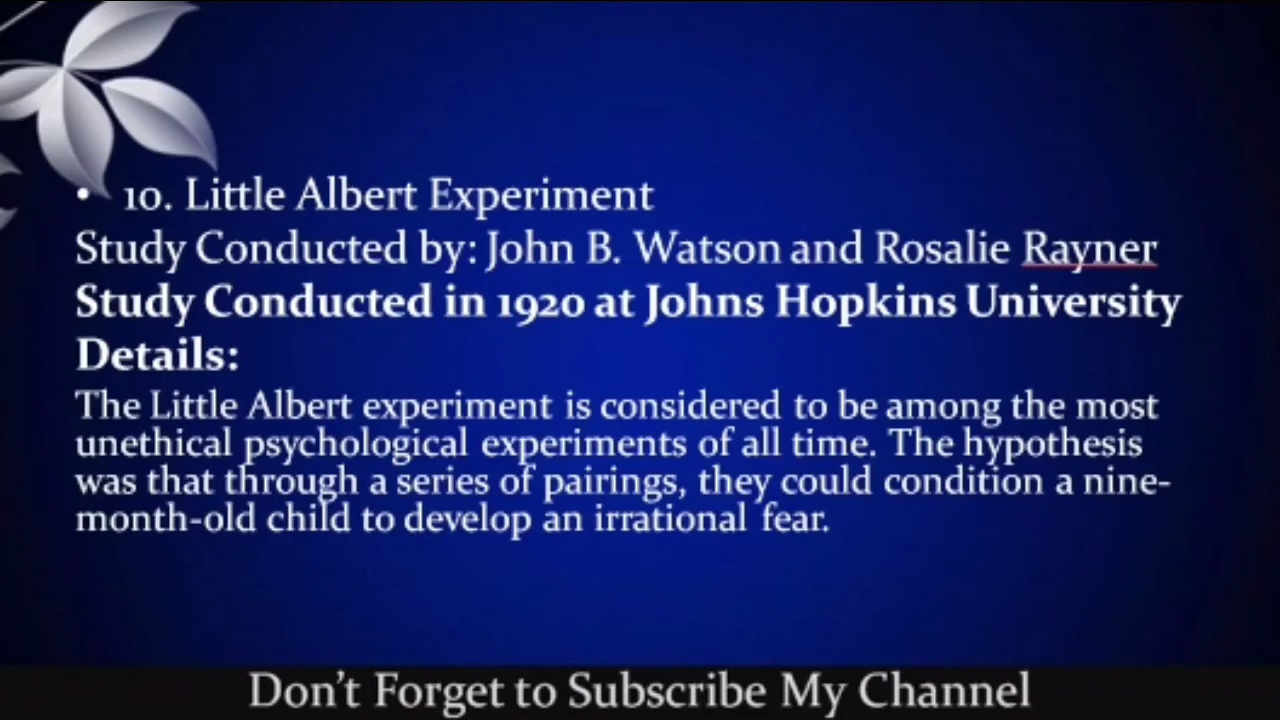 • 10. Little Albert Experiment
Study Conducted by: John B. Watson and Rosalie Rayner
Study Conducted in 1920 at Johns Hopkins University
Details:
The Little Albert experiment is considered to be among the most
unethical psychological experiments of all time. The hypothesis
was that through a series of pairings, they could condition a nine-
month-old child to develop an irrational fear.
Don't Forget to Subscribe My Channel